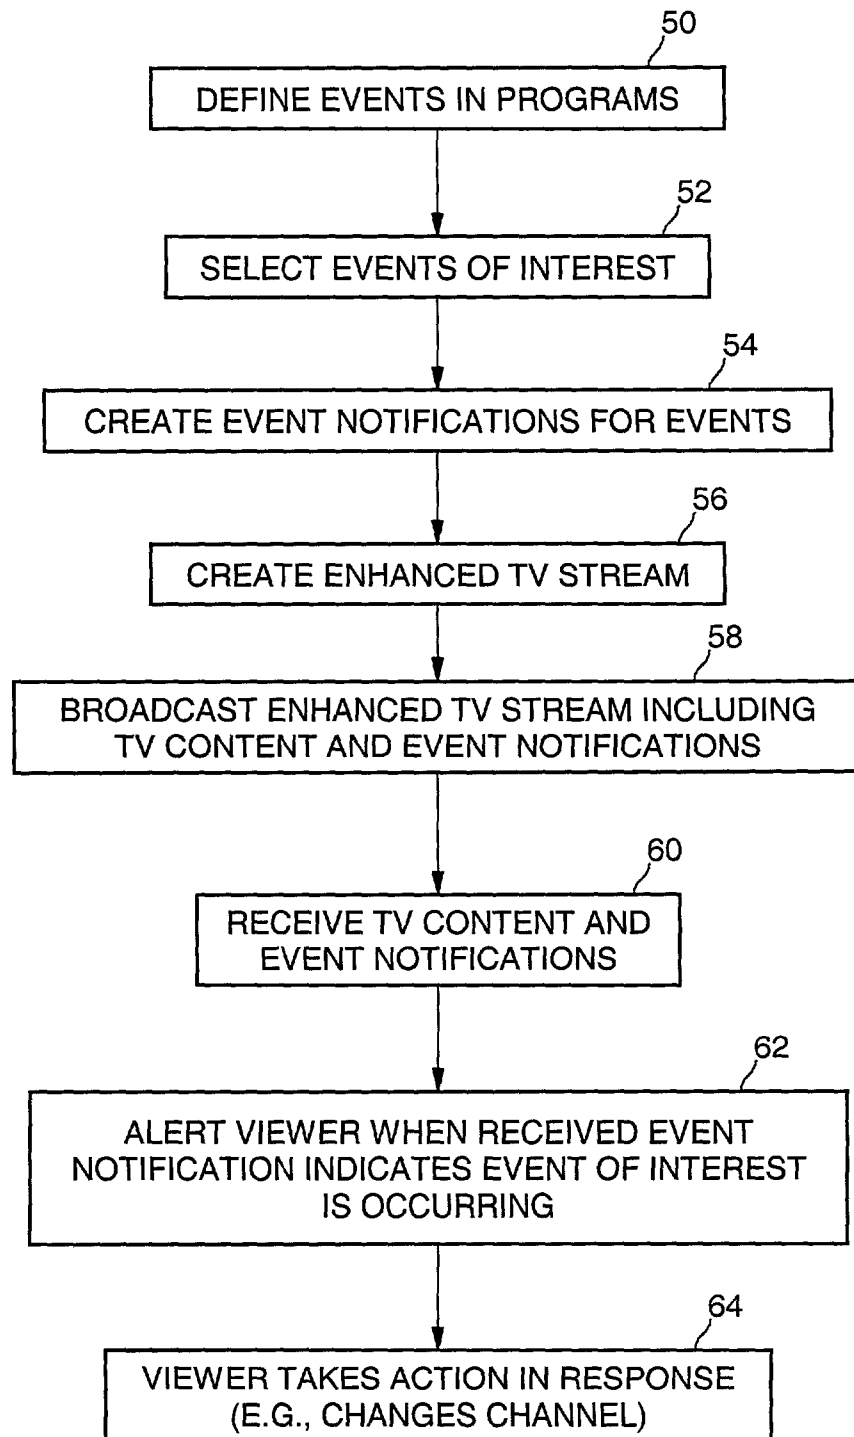 50
DEFINE EVENTS IN PROGRAMS
52
SELECT EVENTS OF INTEREST
54
CREATE EVENT NOTIFICATIONS FOR EVENTS
56
CREATE ENHANCED TV STREAM
58
BROADCAST ENHANCED TV STREAM INCLUDING
TV CONTENT AND EVENT NOTIFICATIONS
60
RECEIVE TV CONTENT AND
EVENT NOTIFICATIONS
62
ALERT VIEWER WHEN RECEIVED EVENT
NOTIFICATION INDICATES EVENT OF INTEREST
IS OCCURRING
64
VIEWER TAKES ACTION IN RESPONSE
(E.G., CHANGES CHANNEL)